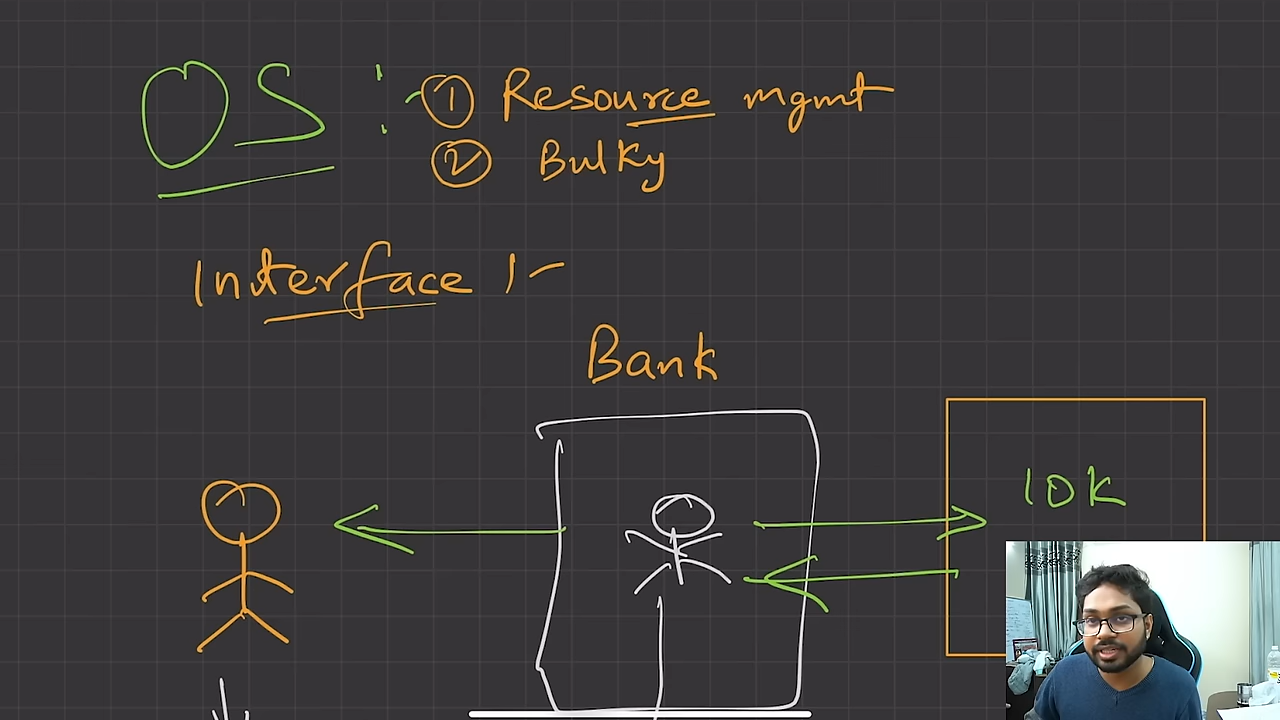 OS : ① Resource mgmt
② Bulky
Interface :-
Bank
10K